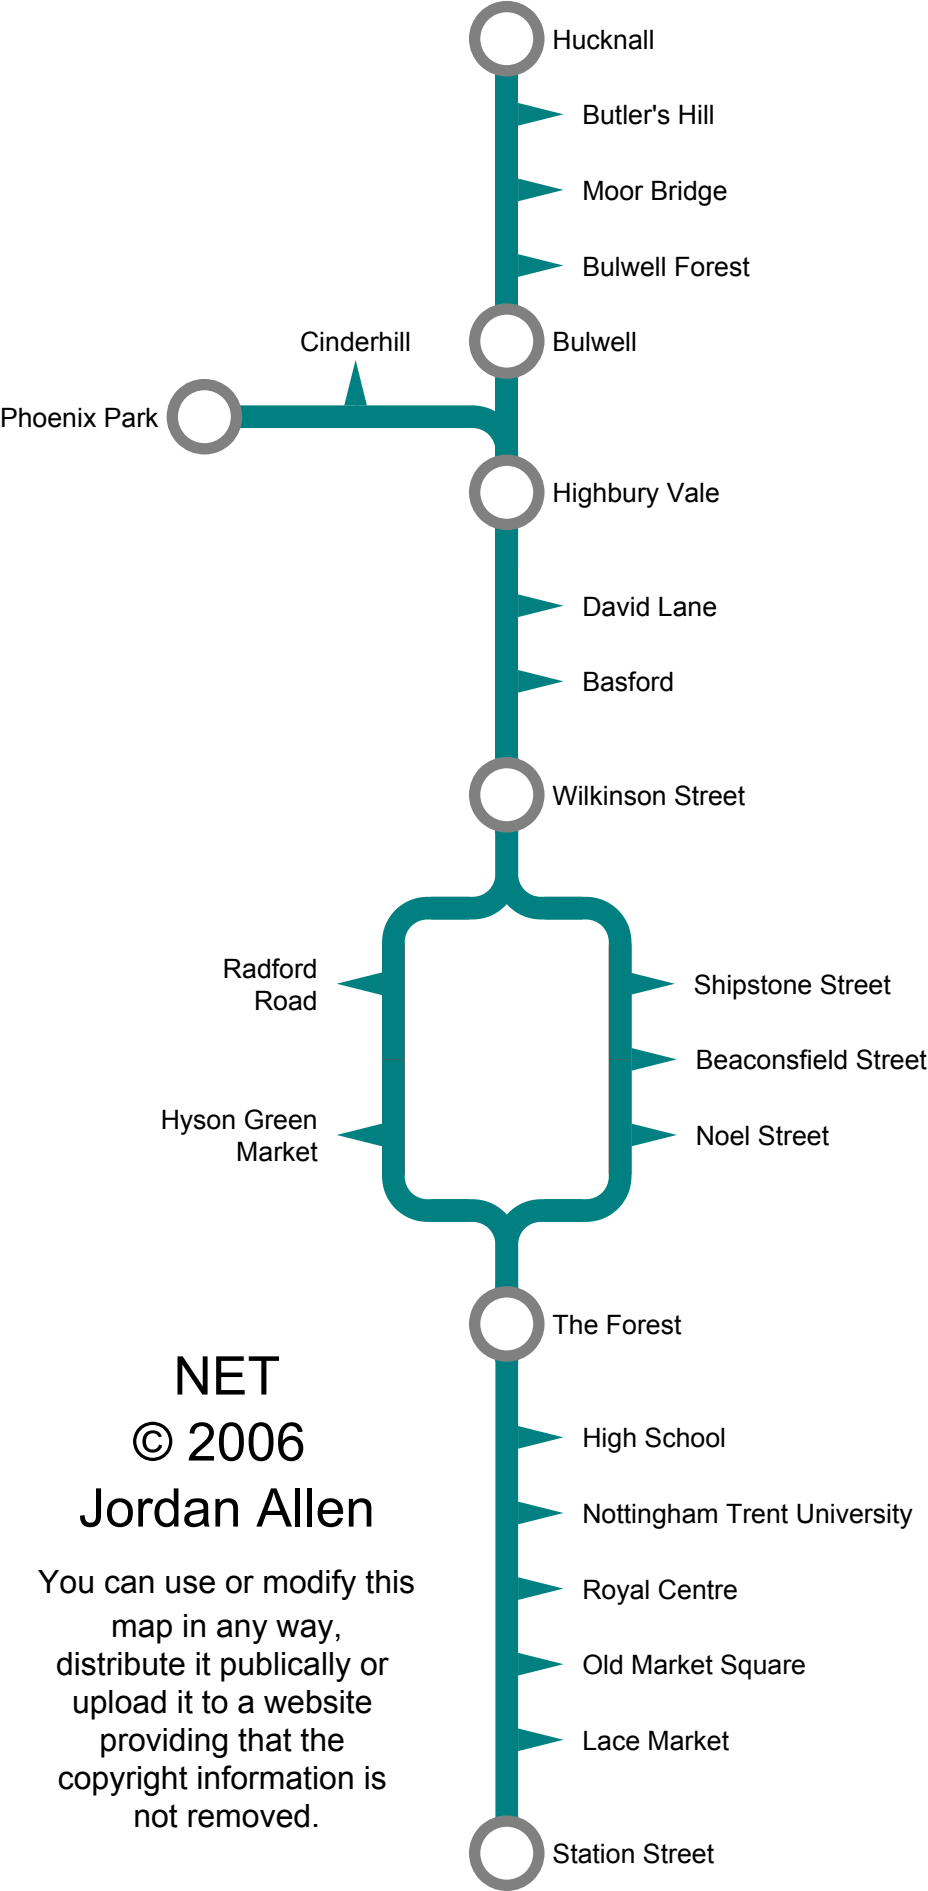 Hucknall
Butler's Hill
Moor Bridge
Bulwell Forest
Cinderhill
Bulwell
Phoenix Park
Highbury Vale
David Lane
Basford
Wilkinson Street
Radford
Road
Shipstone Street
Beaconsfield Street
Hyson Green
Market
Noel Street
The Forest
High School
Nottingham Trent University
Royal Centre
Old Market Square
Lace Market
Station Street
NET
© 2006
Jordan Allen
You can use or modify this
map in any way,
distribute it publically or
upload it to a website
providing that the
copyright information is
not removed.